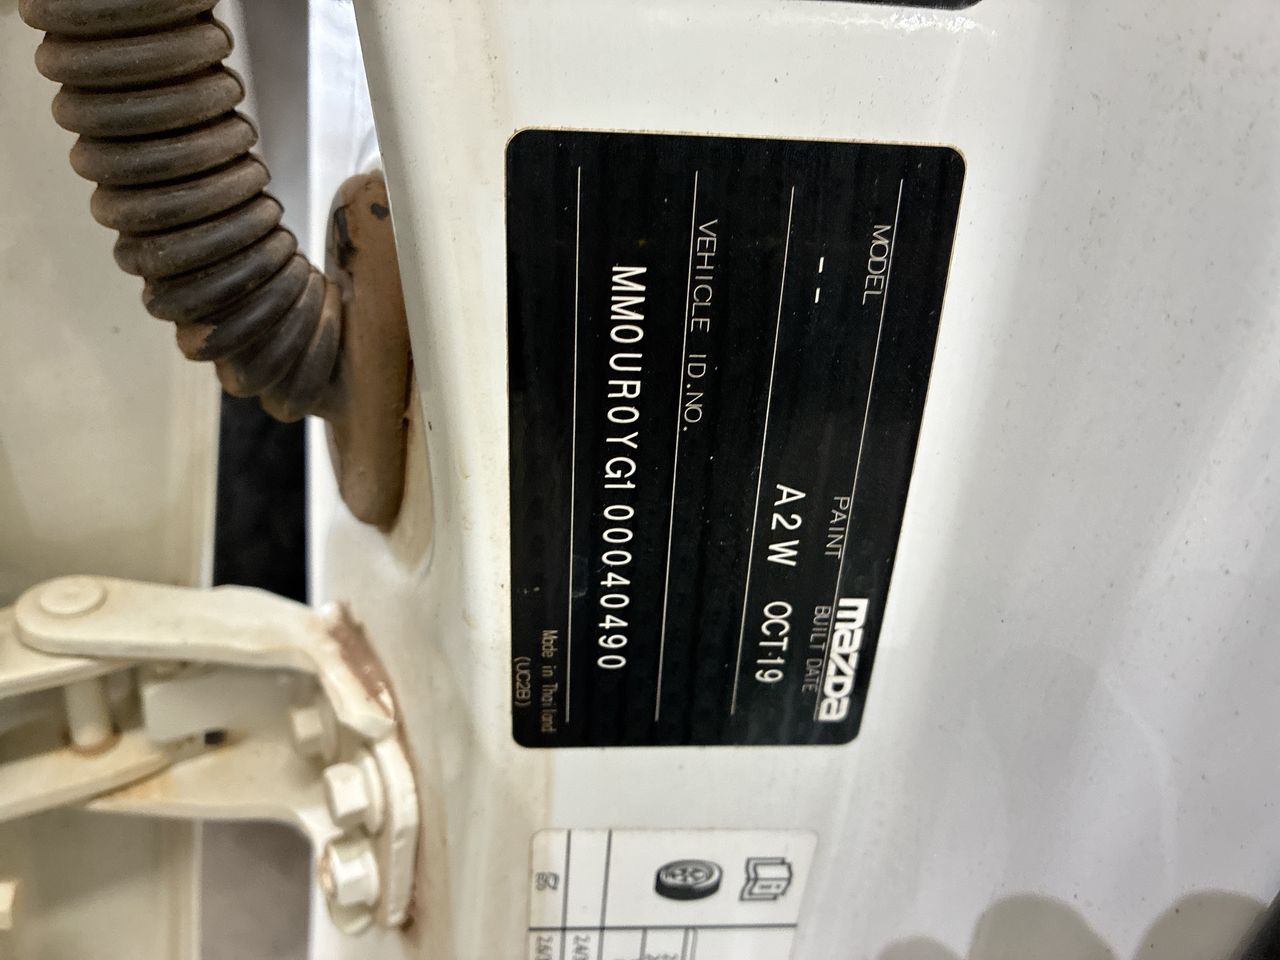 mazda
MODEL PAINT BUILT DATE
-- A2W OCT.19
VEHICLE ID.NO.
MM0UR0YG100040490
Made in Thailand
(UC2B)